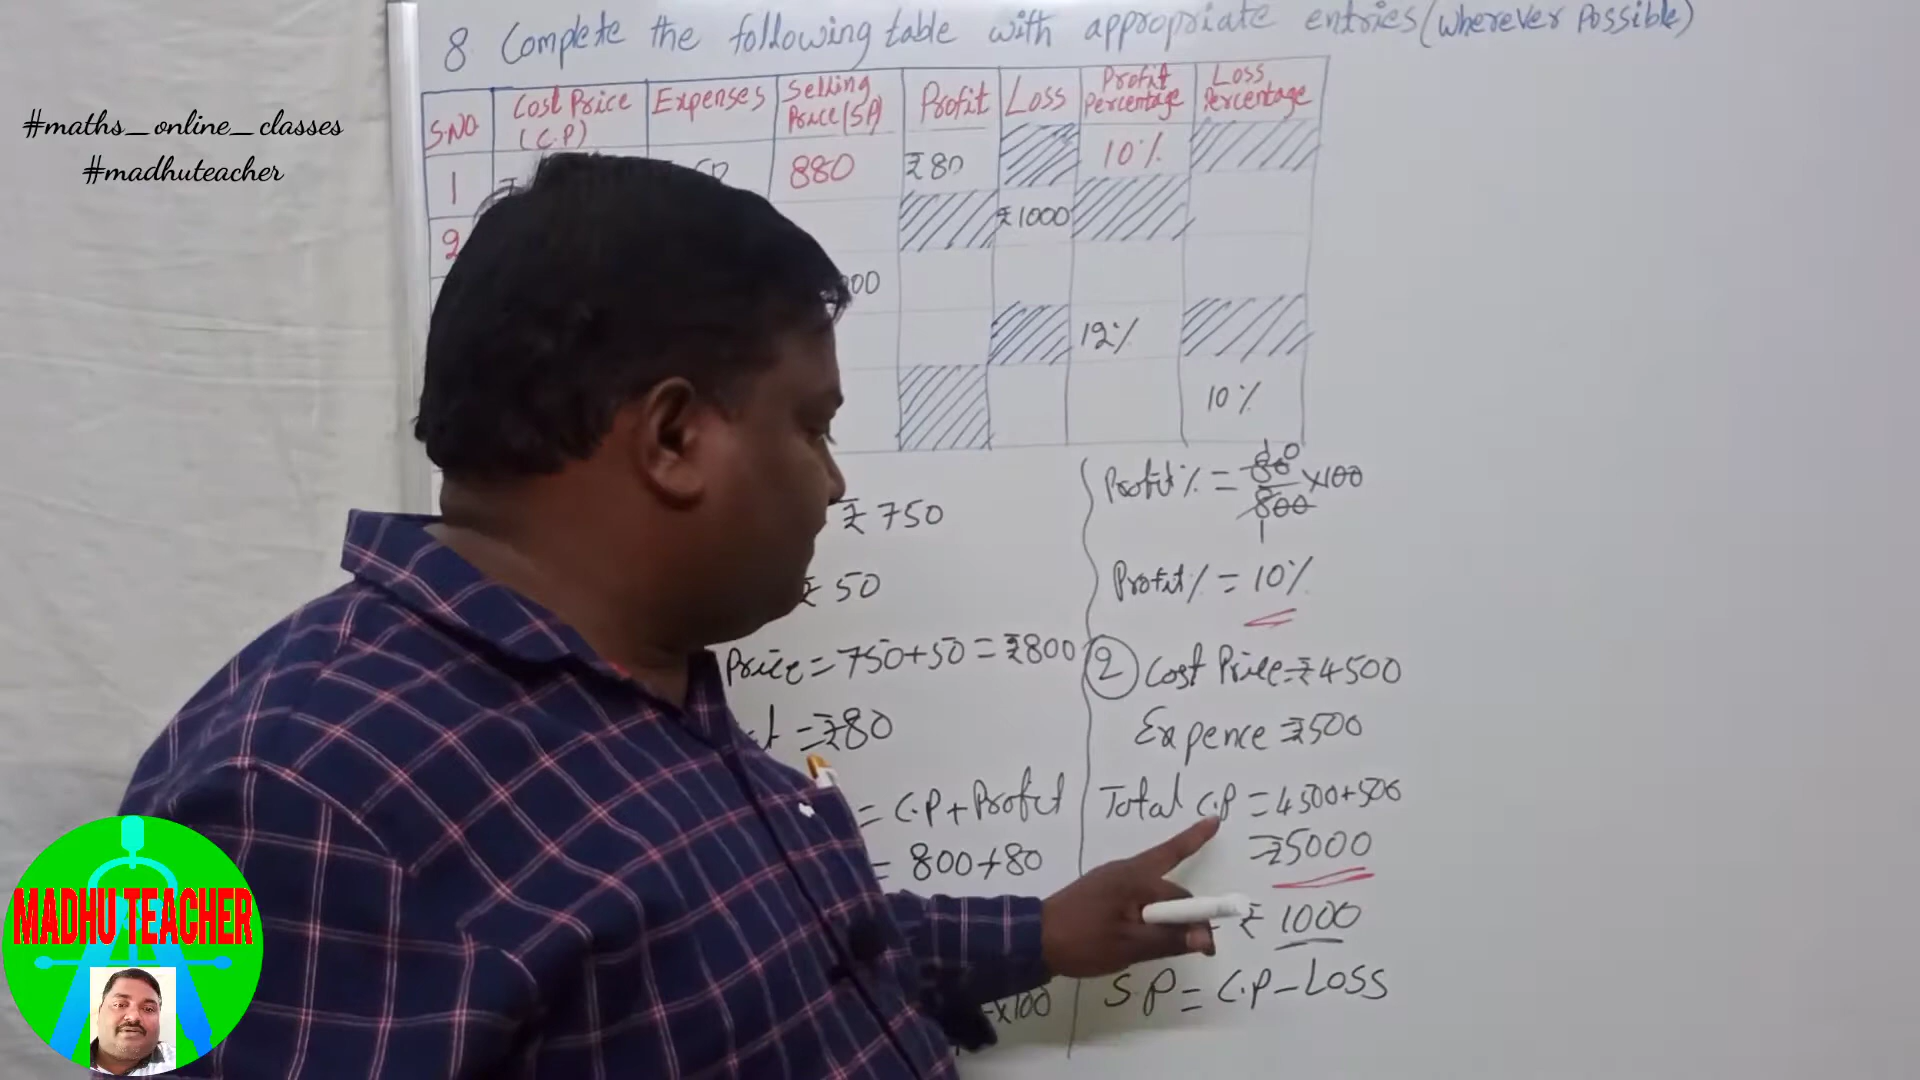 8 Complete the following table with appropriate entries (wherever possible)
#maths_online_classes
#madhuteacher
S.NO Cost Price (C.P) Expenses Selling Price (SP) Profit Loss Profit Percentage Loss Percentage
1 880 ₹80 10%
2 ₹1000
12%
10%
₹750
₹50
Price = 750+50 = ₹800
= ₹80
= C.P + Profit
= 800+80
×100
Profit% = 80/800 ×100
Profit% = 10%
2 Cost Price = ₹4500
Expence = ₹500
Total C.P = 4500+500
= ₹5000
= ₹1000
S.P = C.P - Loss
MADHU TEACHER